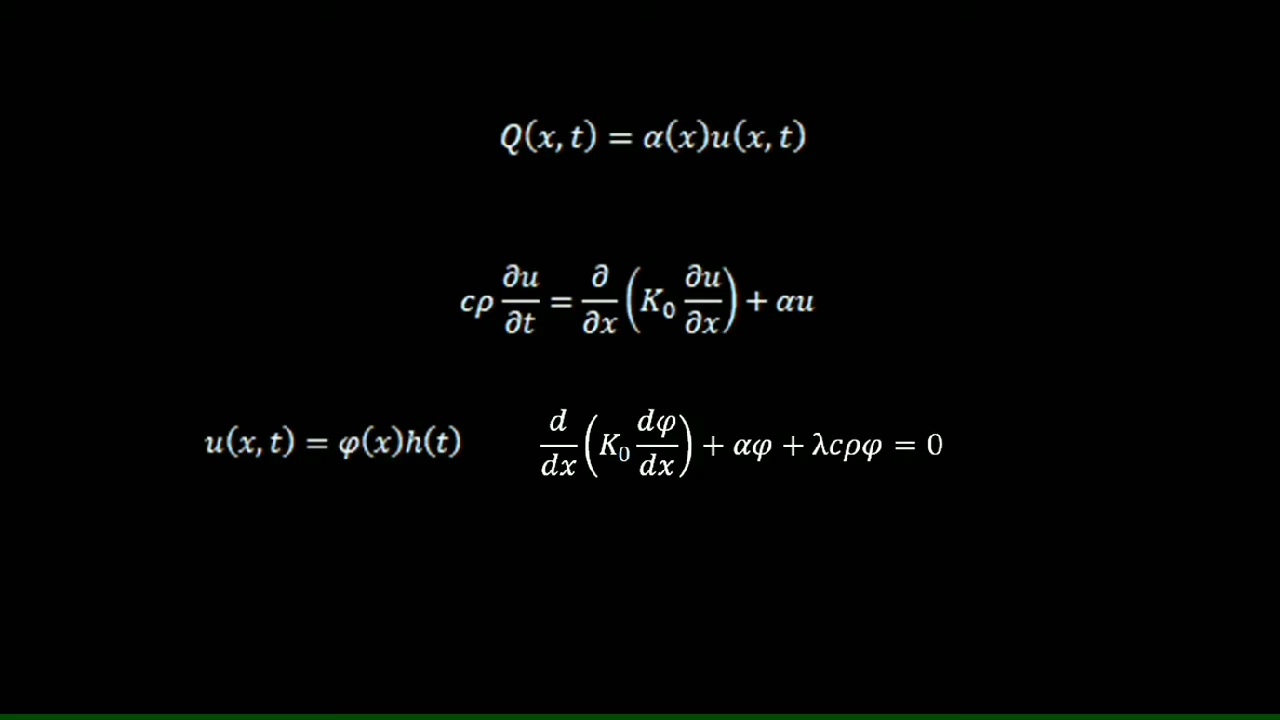 Q(x, t) = α(x)u(x, t)
cρ ∂u/∂t = ∂/∂x (K₀ ∂u/∂x) + αu
u(x, t) = φ(x)h(t)    d/dx (K₀ dφ/dx) + αφ + λcρφ = 0